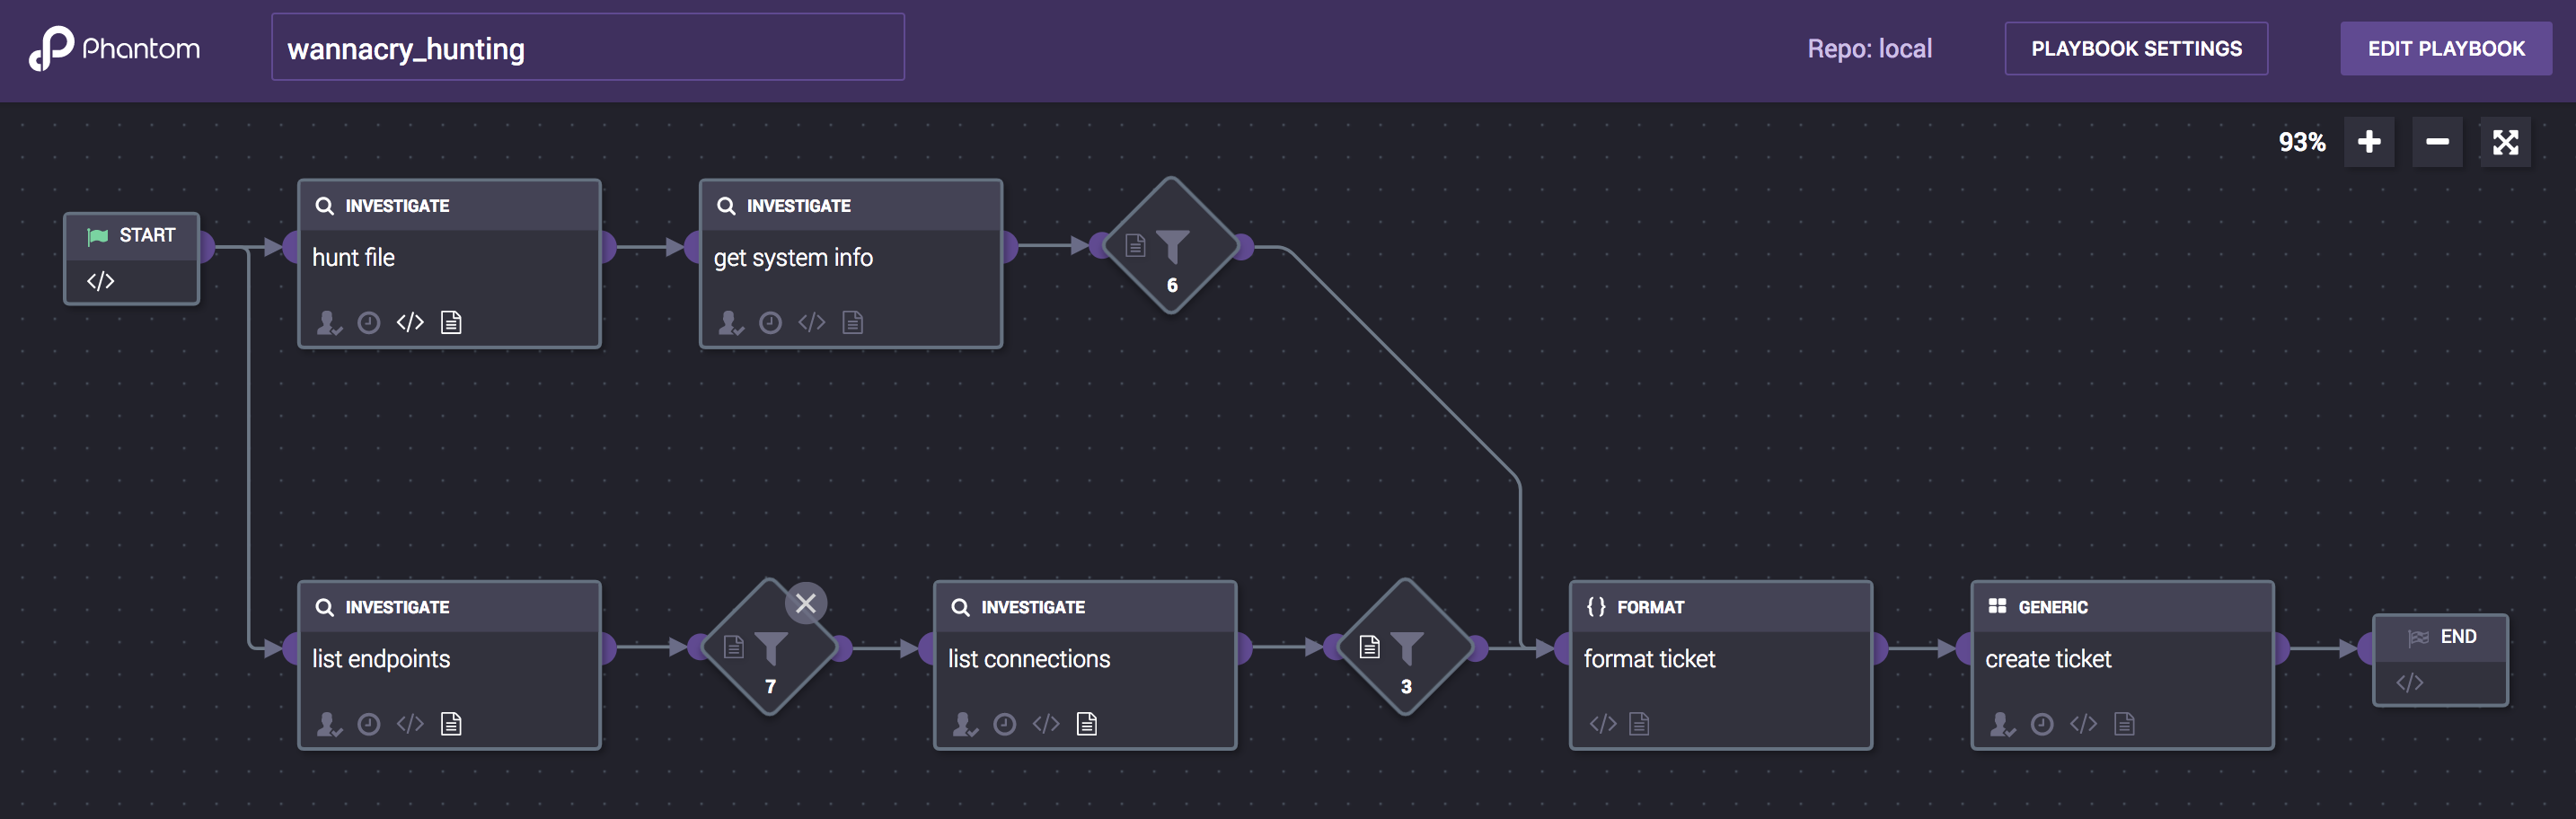 Phantom
wannacry_hunting
Repo: local
PLAYBOOK SETTINGS
EDIT PLAYBOOK
93%
START
</>
INVESTIGATE
hunt file
</>
INVESTIGATE
get system info
</>
6
INVESTIGATE
list endpoints
</>
7
INVESTIGATE
list connections
</>
3
{ } FORMAT
format ticket
</>
GENERIC
create ticket
</>
END
</>